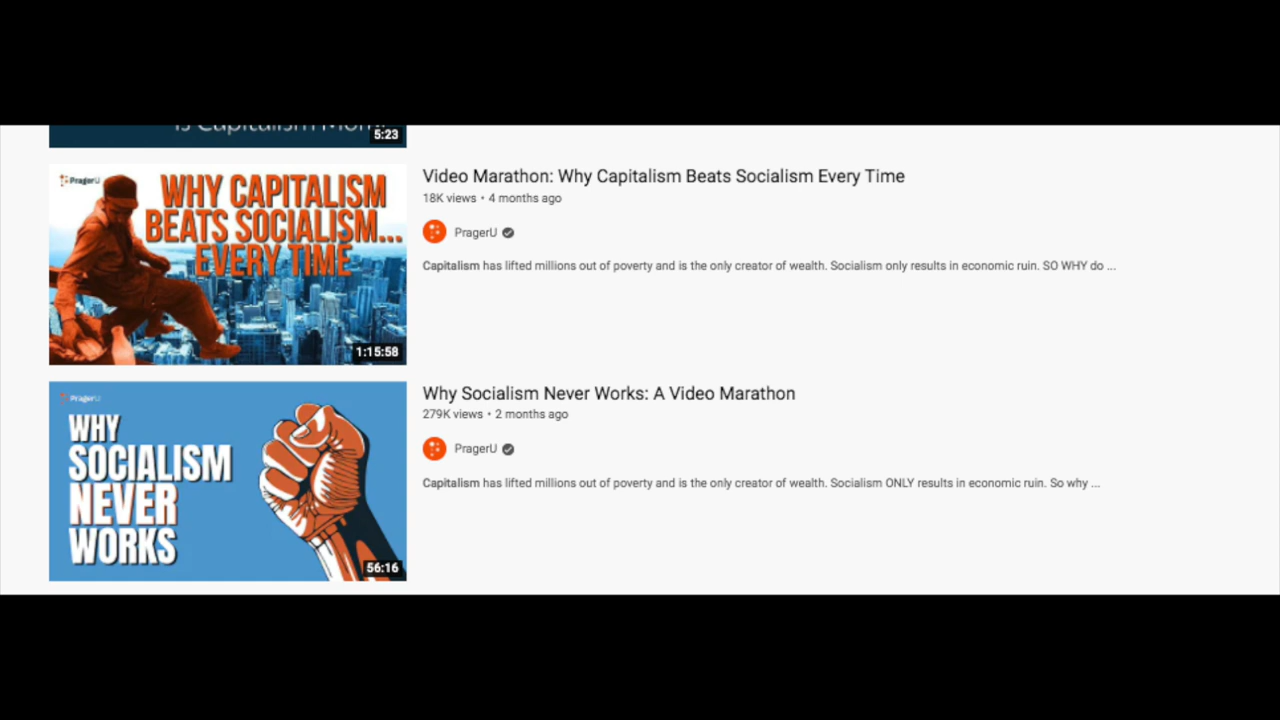 Is Capitalism Mor
5:23
PragerU
WHY CAPITALISM
BEATS SOCIALISM...
EVERY TIME
1:15:58
Video Marathon: Why Capitalism Beats Socialism Every Time
18K views • 4 months ago
PragerU
Capitalism has lifted millions out of poverty and is the only creator of wealth. Socialism only results in economic ruin. SO WHY do ...
PragerU
WHY
SOCIALISM
NEVER
WORKS
56:16
Why Socialism Never Works: A Video Marathon
279K views • 2 months ago
PragerU
Capitalism has lifted millions out of poverty and is the only creator of wealth. Socialism ONLY results in economic ruin. So why ...